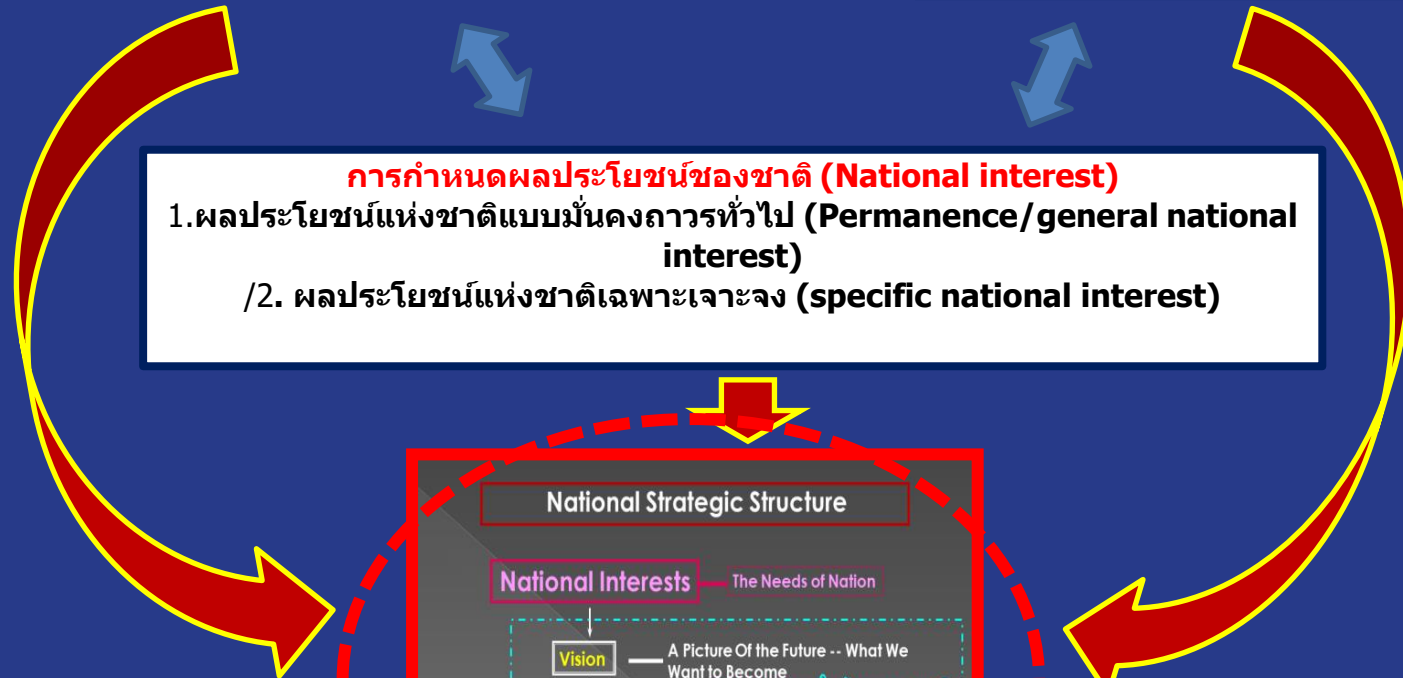 การกำหนดผลประโยชน์ชองชาติ (National interest)
1.ผลประโยชน์แห่งชาติแบบมั่นคงถาวรทั่วไป (Permanence/general national
interest)
/2. ผลประโยชน์แห่งชาติเฉพาะเจาะจง (specific national interest)
National Strategic Structure
National Interests
The Needs of Nation
Vision
A Picture Of the Future -- What We
Want to Become